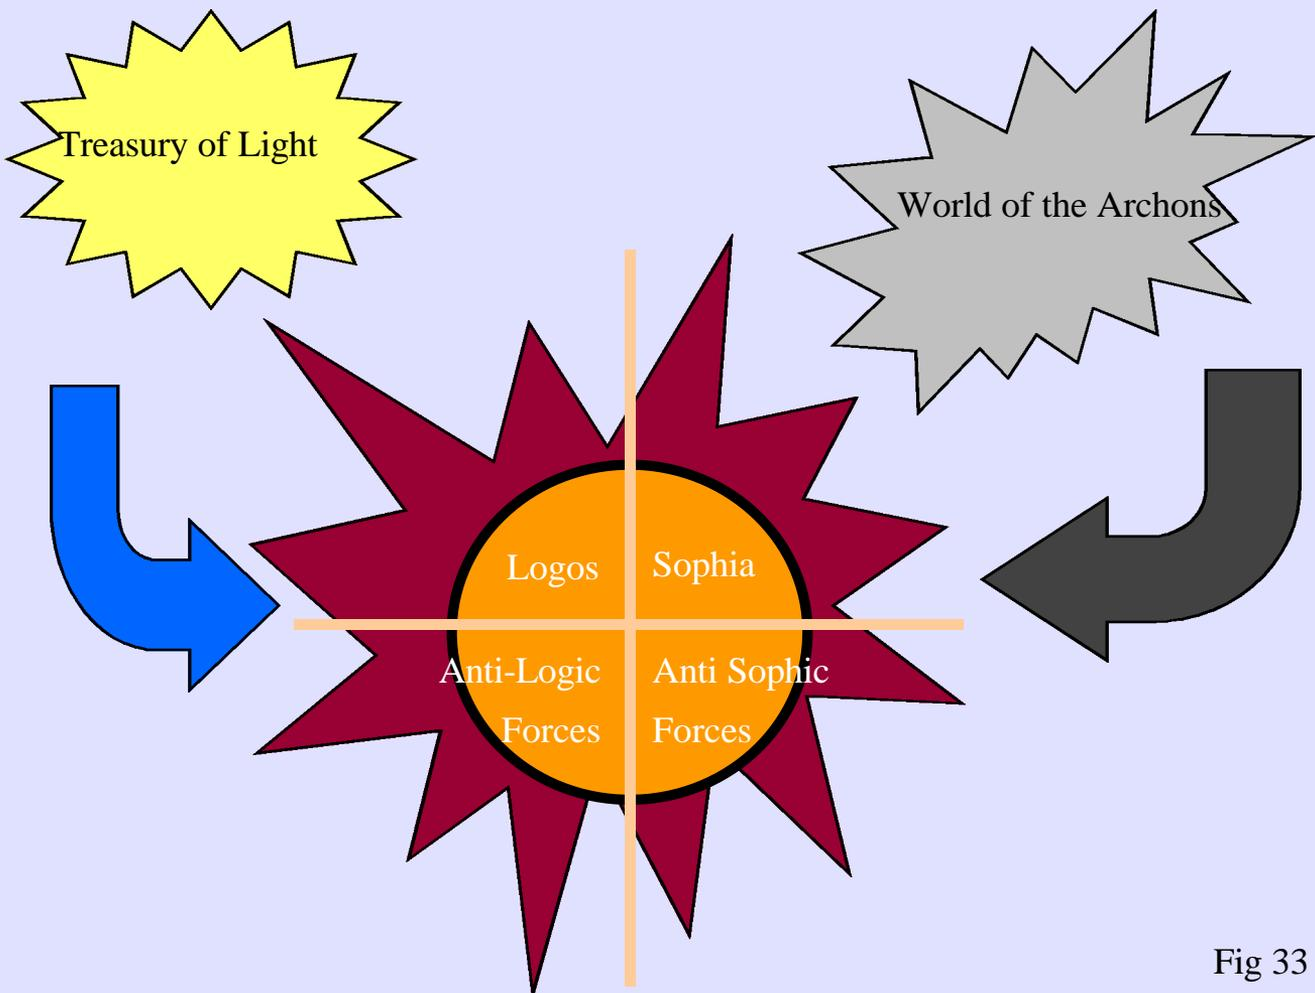 Treasury of Light
World of the Archons
Logos
Sophia
Anti-Logic
Forces
Anti Sophic
Forces
Fig 33